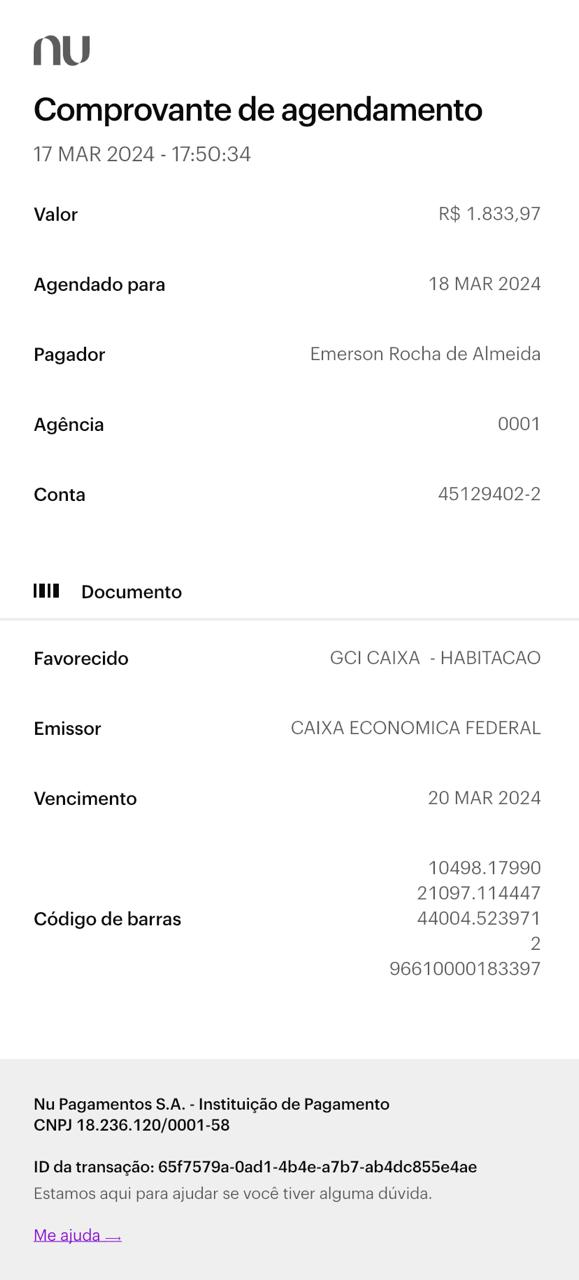 nu
Comprovante de agendamento
17 MAR 2024 - 17:50:34
Valor R$ 1.833,97
Agendado para 18 MAR 2024
Pagador Emerson Rocha de Almeida
Agência 0001
Conta 45129402-2
Documento
Favorecido GCI CAIXA - HABITACAO
Emissor CAIXA ECONOMICA FEDERAL
Vencimento 20 MAR 2024
Código de barras
10498.17990
21097.114447
44004.523971
2
96610000183397
Nu Pagamentos S.A. - Instituição de Pagamento
CNPJ 18.236.120/0001-58
ID da transação: 65f7579a-0ad1-4b4e-a7b7-ab4dc855e4ae
Estamos aqui para ajudar se você tiver alguma dúvida.
Me ajuda →